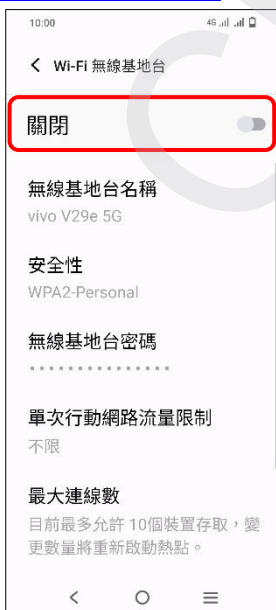 10:00 4G
Wi-Fi 無線基地台
關閉
無線基地台名稱
vivo V29e 5G
安全性
WPA2-Personal
無線基地台密碼
單次行動網路流量限制
不限
最大連線數
目前最多允許 10個裝置存取，變
更數量將重新啟動熱點。